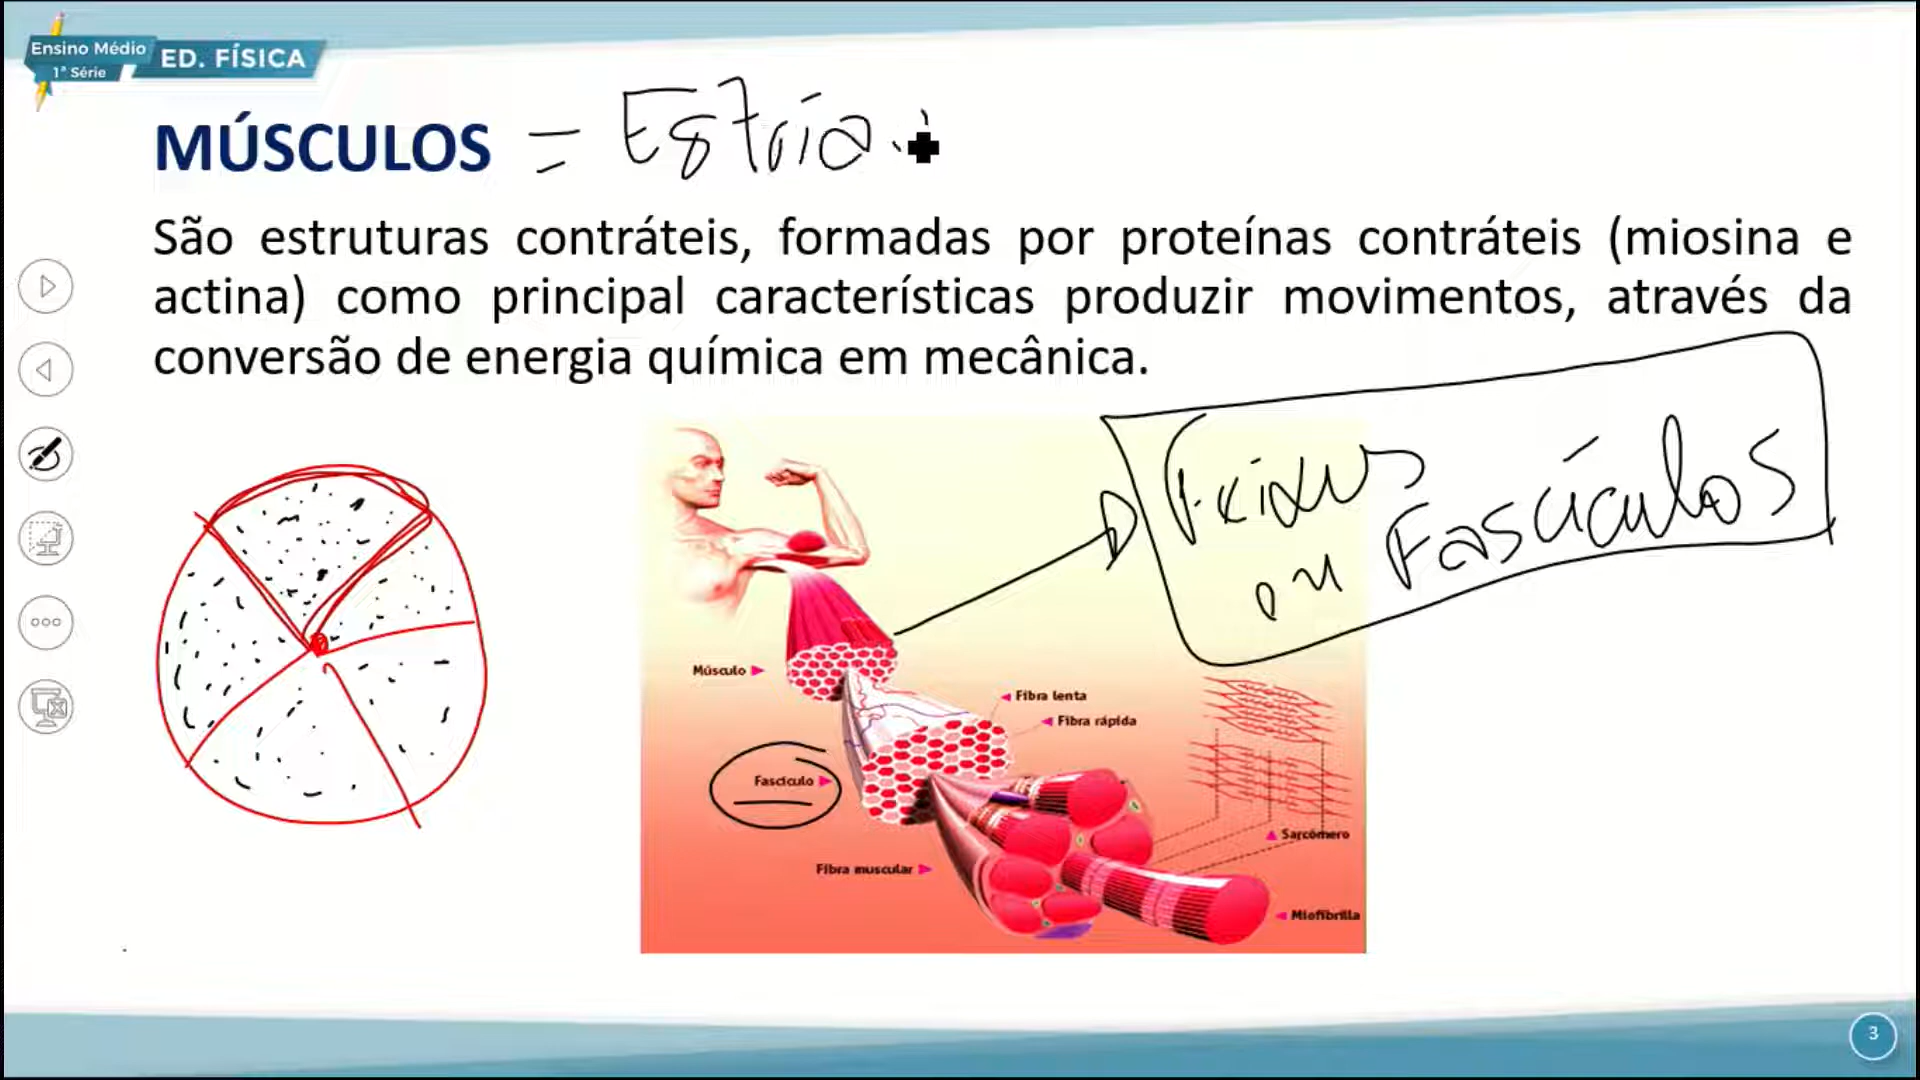 Ensino Médio
1ª Série
ED. FÍSICA
MÚSCULOS = Estria
São estruturas contráteis, formadas por proteínas contráteis (miosina e
actina) como principal características produzir movimentos, através da
conversão de energia química em mecânica.
Feixes
ou Fascículos
Músculo
Fibra lenta
Fibra rápida
Fascículo
Sarcômero
Fibra muscular
Miofibrilla
3